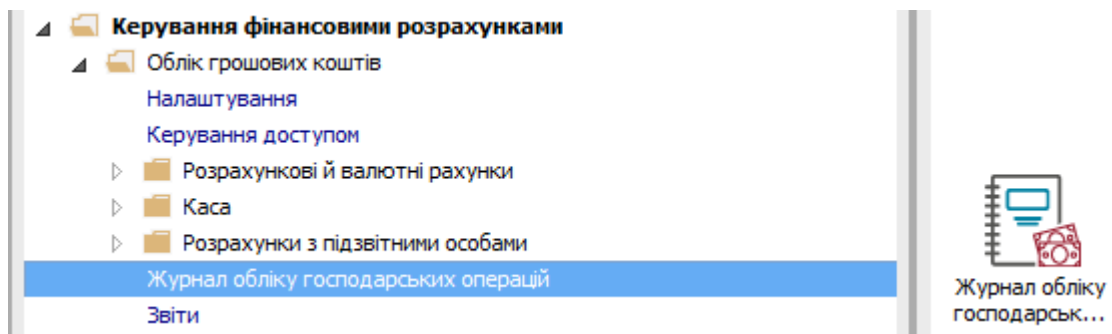 Керування фінансовими розрахунками
Облік грошових коштів
Налаштування
Керування доступом
Розрахункові й валютні рахунки
Каса
Розрахунки з підзвітними особами
Журнал обліку господарських операцій
Звіти
Журнал обліку
господарськ...